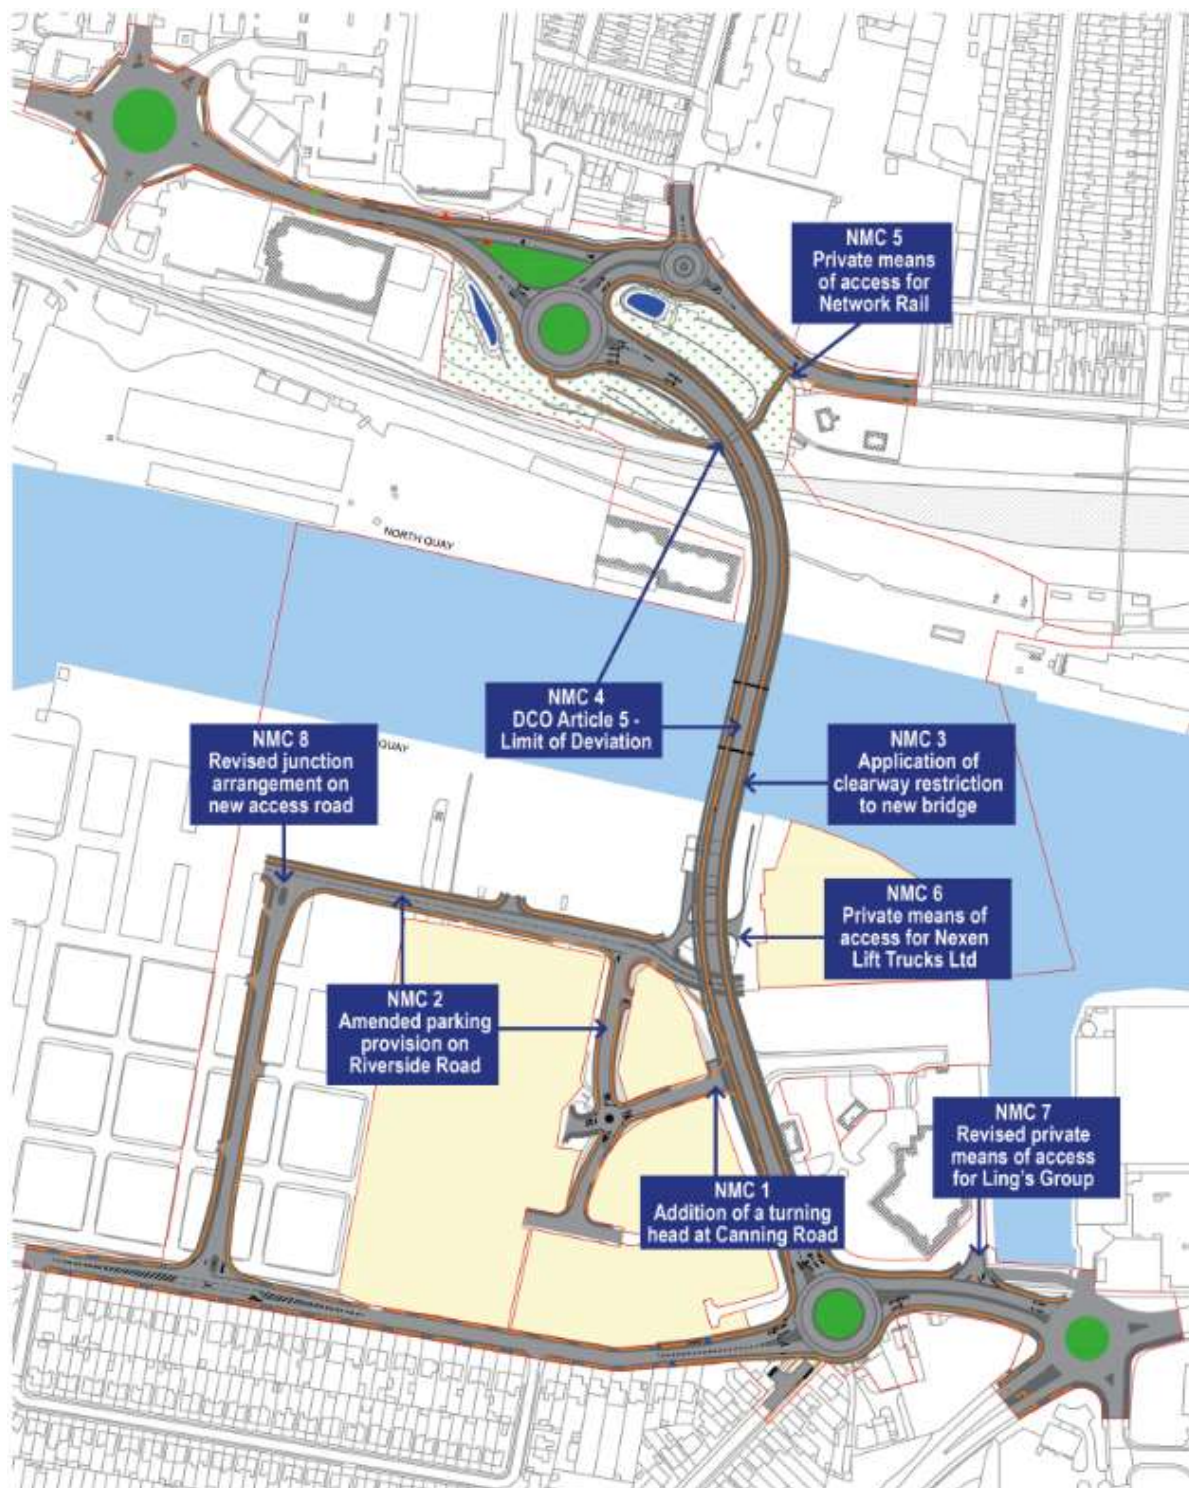 NMC 5
Private means
of access for
Network Rail
NORTH QUAY
NMC 4
DCO Article 5 -
Limit of Deviation
NMC 8
Revised junction
arrangement on
new access road
QUAY
NMC 3
Application of
clearway restriction
to new bridge
NMC 6
Private means of
access for Nexen
Lift Trucks Ltd
NMC 2
Amended parking
provision on
Riverside Road
NMC 7
Revised private
means of access
for Ling's Group
NMC 1
Addition of a turning
head at Canning Road